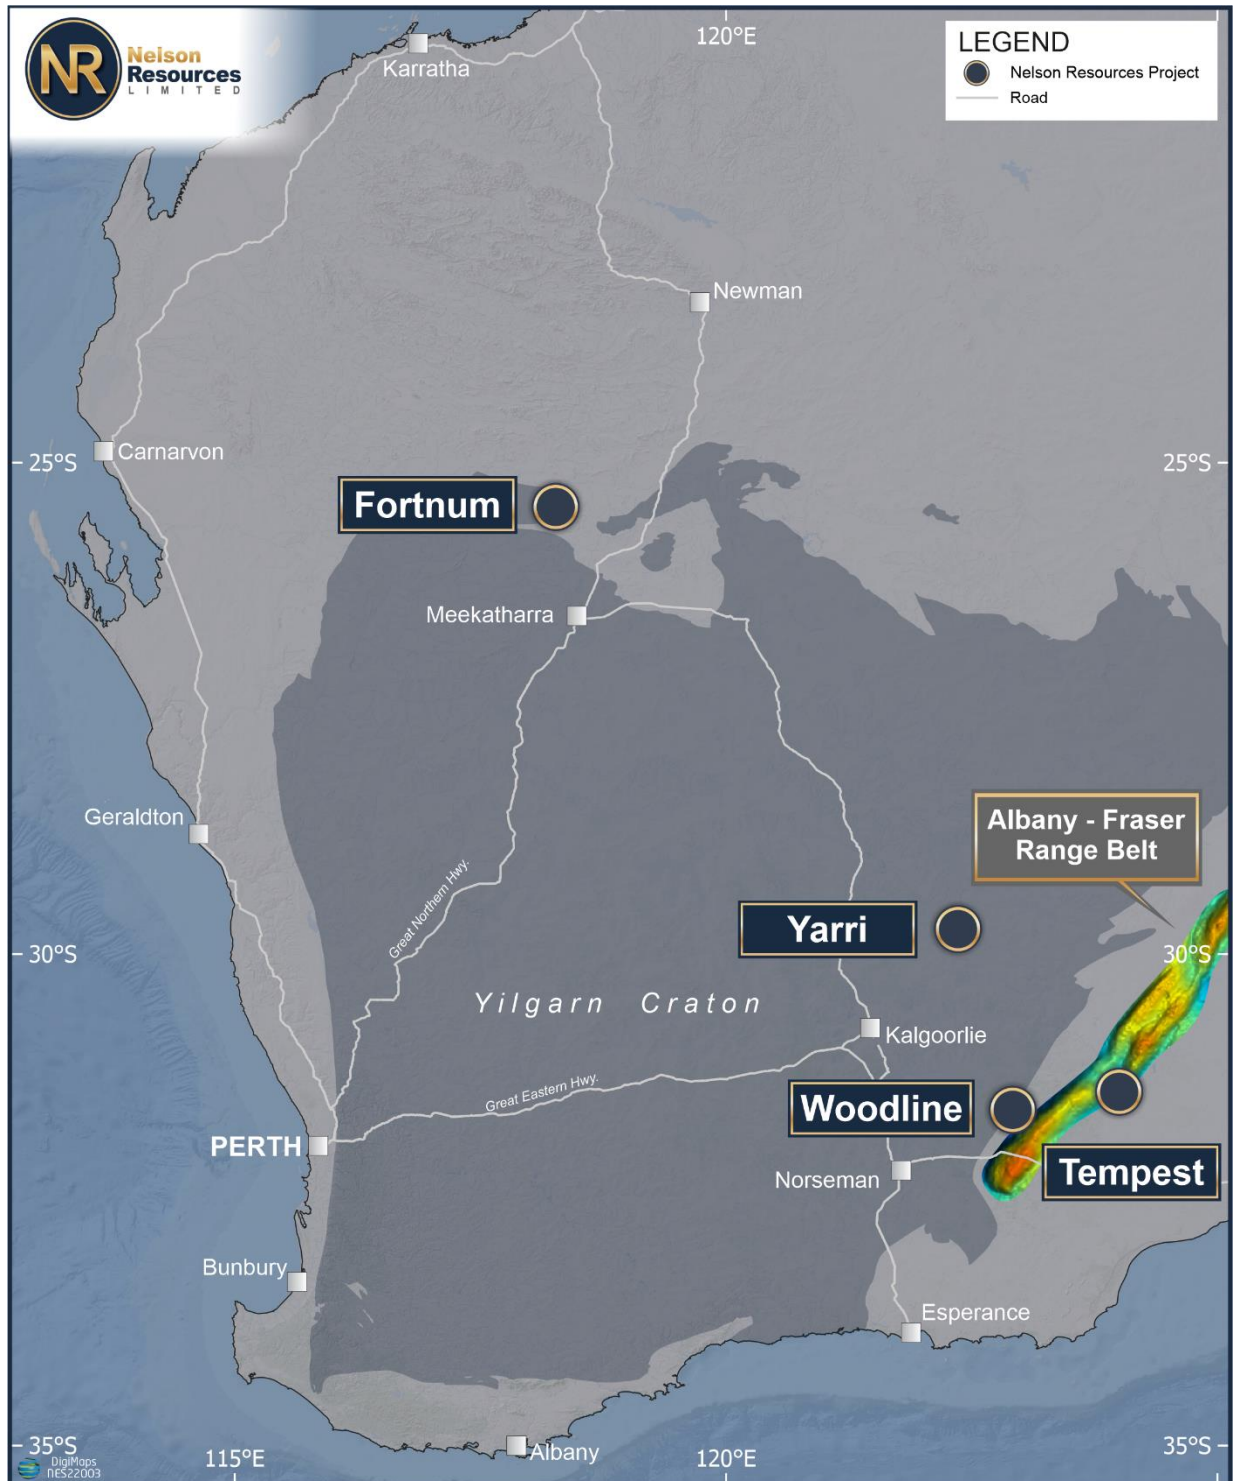 NR
Nelson
Resources
LIMITED
Karratha
120°E
LEGEND
Nelson Resources Project
Road
Newman
25°S
Carnarvon
25°S
Fortnum
Meekatharra
Geraldton
Great Northern Hwy.
Albany - Fraser
Range Belt
Yarri
30°S
30°S
Yilgarn Craton
Kalgoorlie
Great Eastern Hwy.
Woodline
PERTH
Norseman
Tempest
Bunbury
Esperance
35°S
115°E
120°E
35°S
Albany
DigiMaps
NES22003